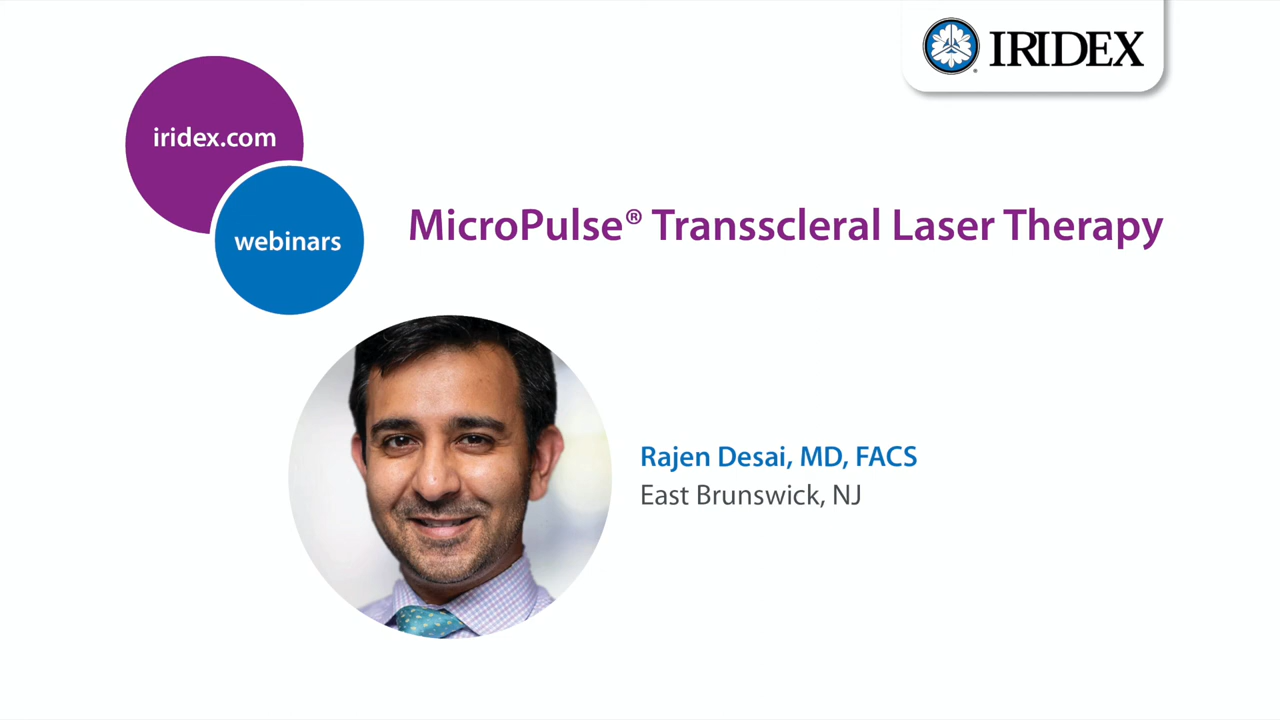 IRIDEX
iridex.com
webinars
MicroPulse® Transscleral Laser Therapy
Rajen Desai, MD, FACS
East Brunswick, NJ